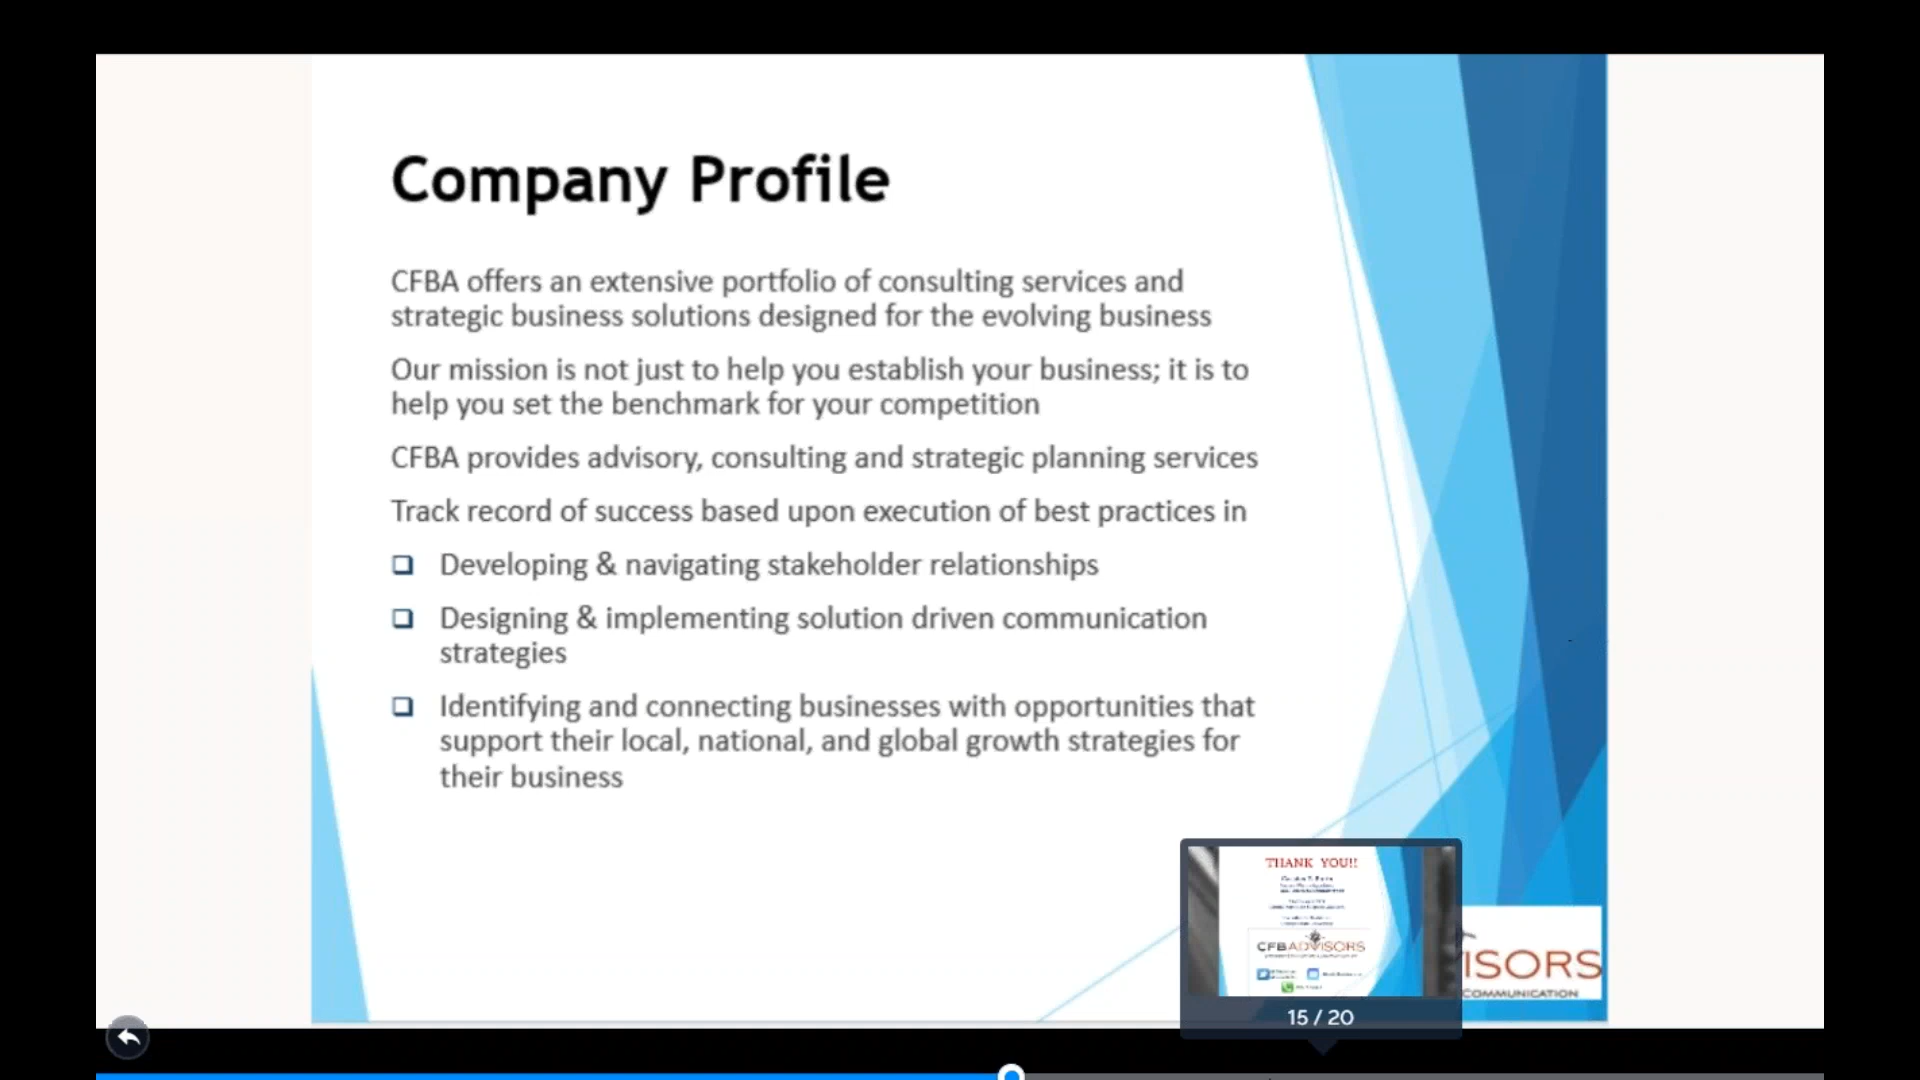 Company Profile
CFBA offers an extensive portfolio of consulting services and
strategic business solutions designed for the evolving business
Our mission is not just to help you establish your business; it is to
help you set the benchmark for your competition
CFBA provides advisory, consulting and strategic planning services
Track record of success based upon execution of best practices in
Developing & navigating stakeholder relationships
Designing & implementing solution driven communication
strategies
Identifying and connecting businesses with opportunities that
support their local, national, and global growth strategies for
their business
THANK YOU!!
CFBADVISORS
15 / 20
ISORS
COMMUNICATION